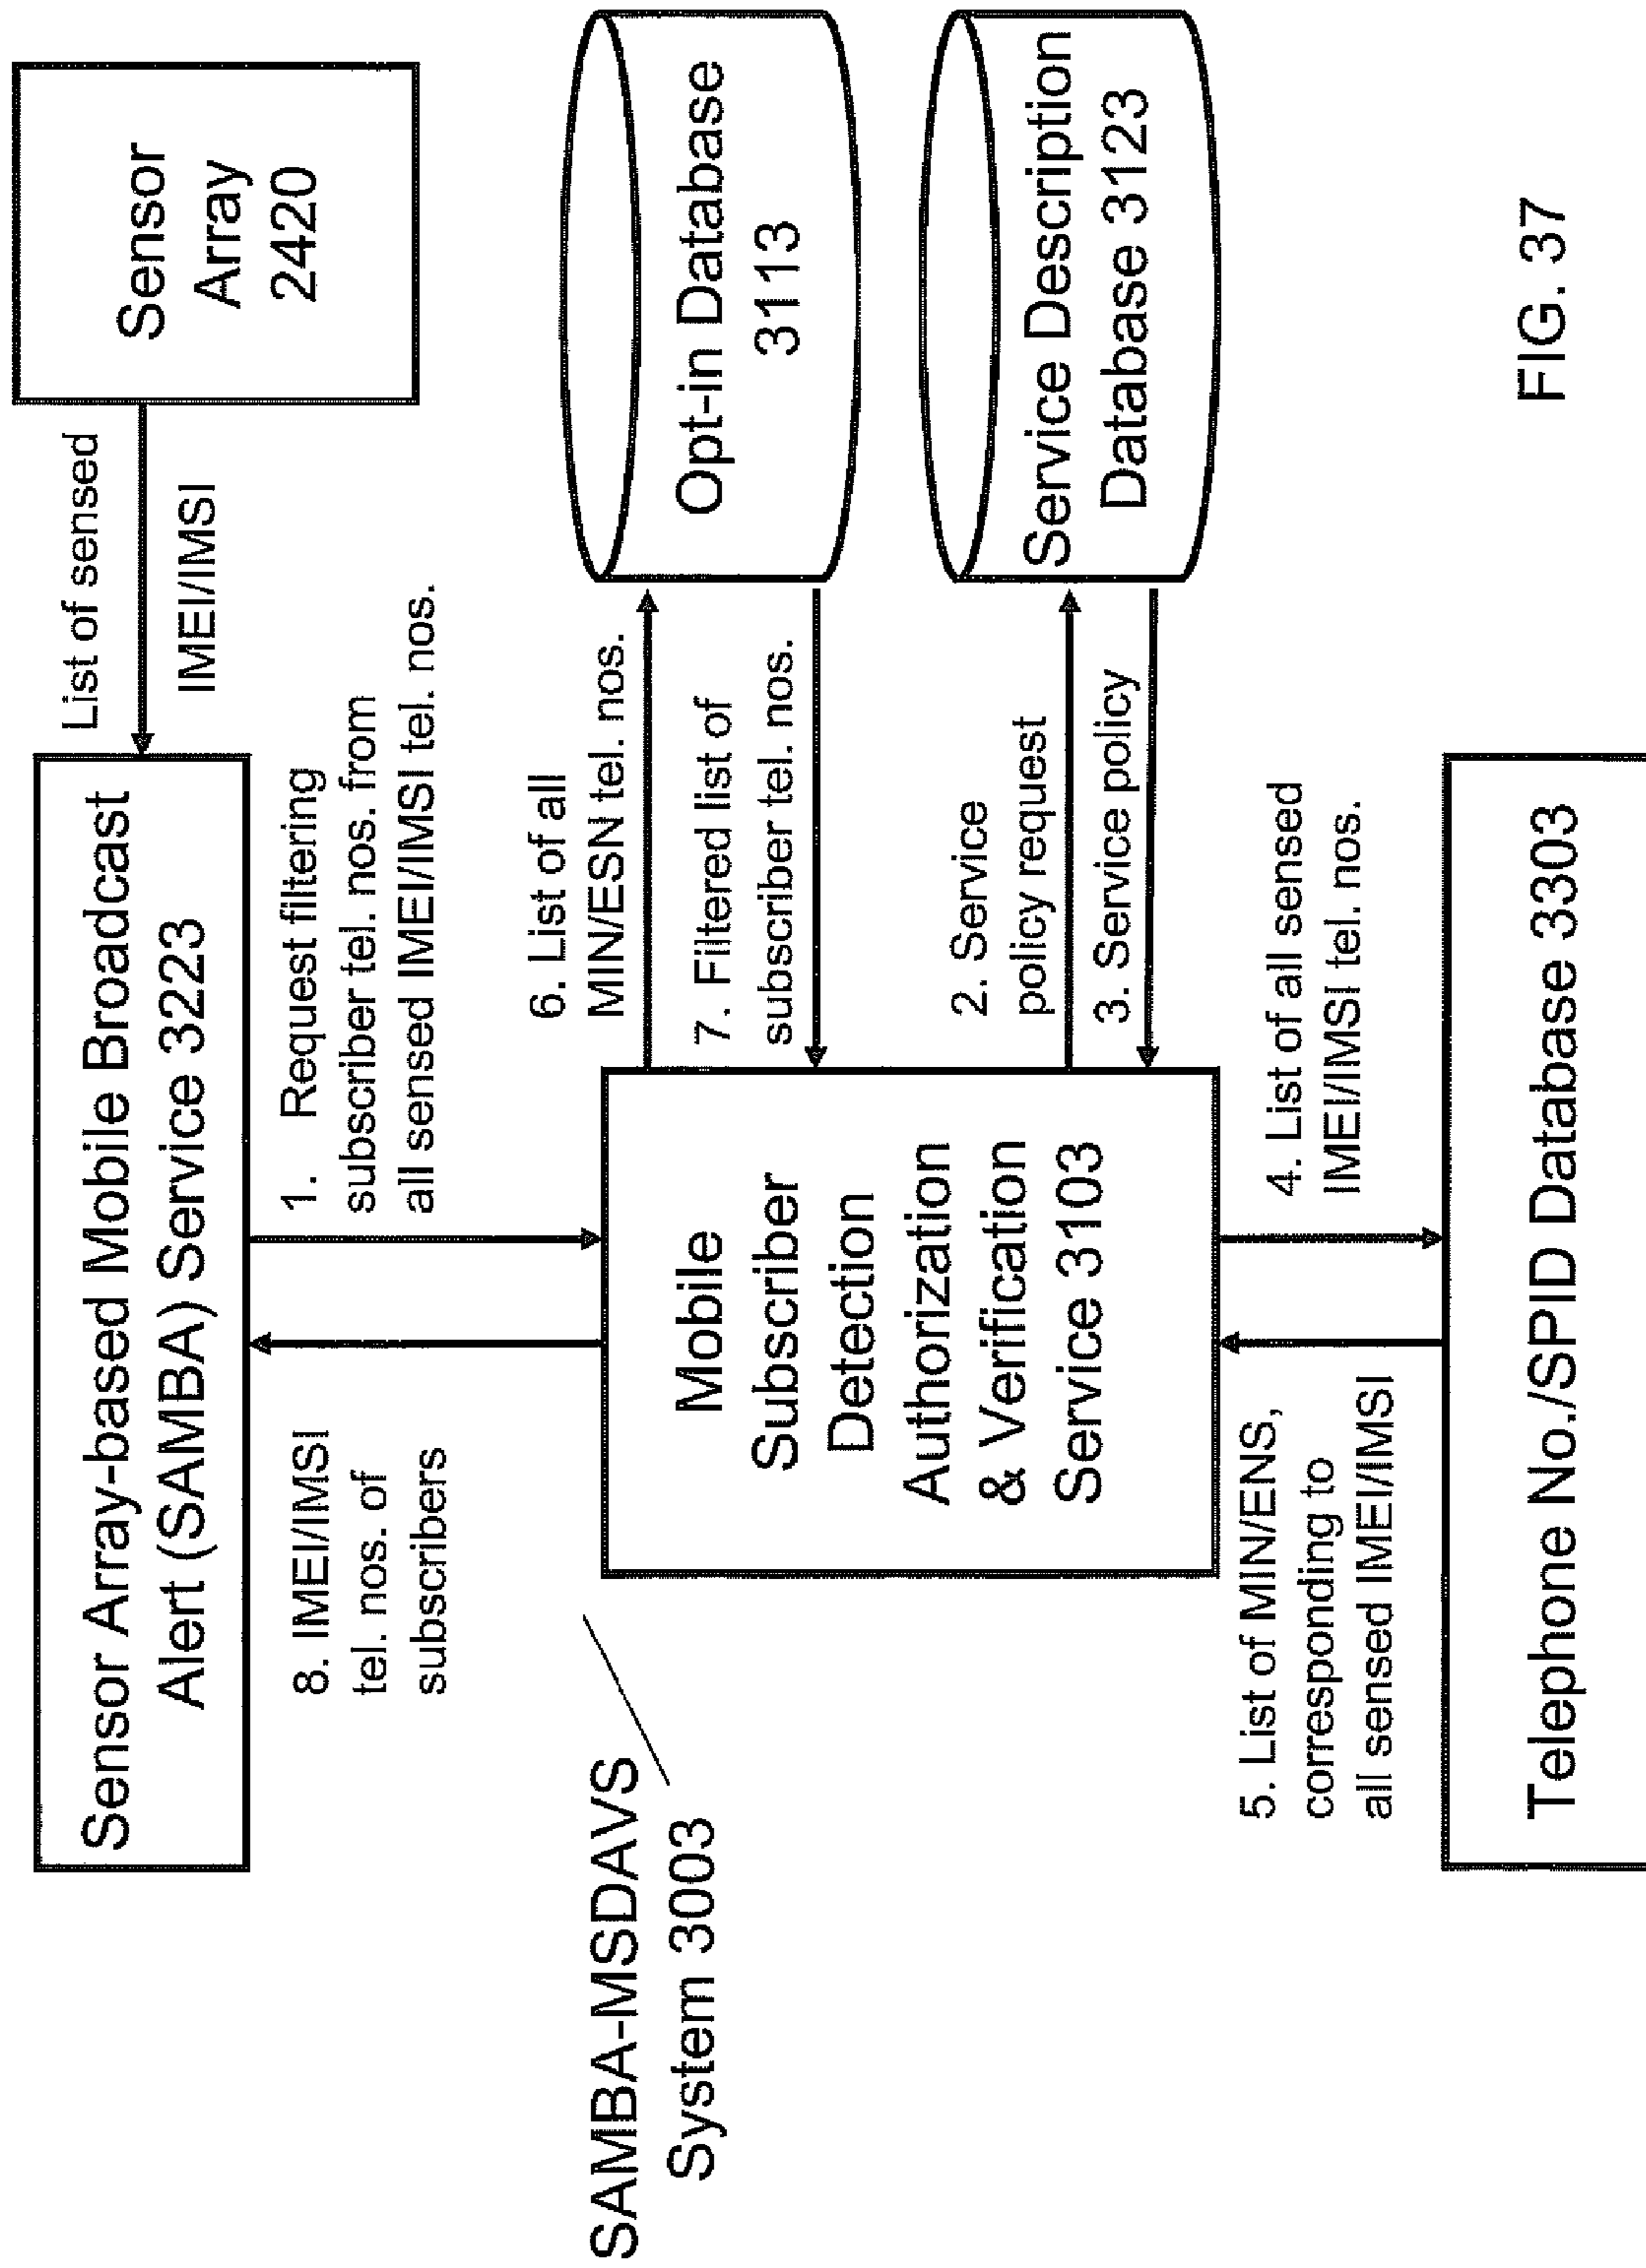 Sensor Array-based Mobile Broadcast
Alert (SAMBA) Service 3223
List of sensed
IMEI/IMSI
Sensor
Array
2420
1. Request filtering
subscriber tel. nos. from
all sensed IMEI/IMSI tel. nos.
8. IMEI/IMSI
tel. nos. of
subscribers
SAMBA-MSDAVS
System 3003
Mobile
Subscriber
Detection
Authorization
& Verification
Service 3103
6. List of all
MIN/ESN tel. nos.
7. Filtered list of
subscriber tel. nos.
Opt-in Database
3113
2. Service
policy request
3. Service policy
Service Description
Database 3123
4. List of all sensed
IMEI/IMSI tel. nos.
5. List of MIN/ENS,
corresponding to
all sensed IMEI/IMSI
Telephone No./SPID Database 3303
FIG. 37